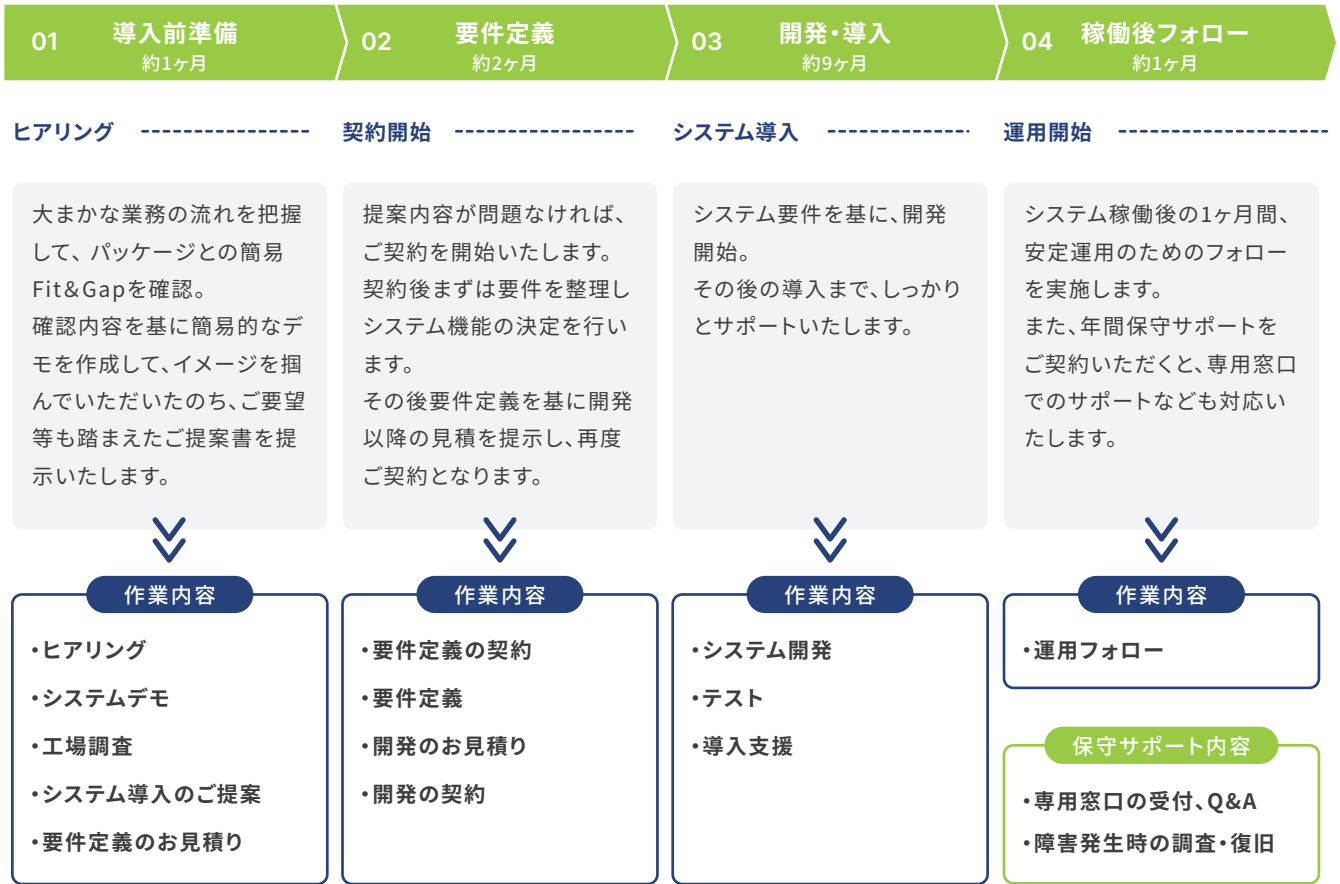 01
導入前準備
約1ヶ月
02
要件定義
約2ヶ月
03
開発・導入
約9ヶ月
04
稼働後フォロー
約1ヶ月
ヒアリング
契約開始
システム導入
運用開始
大まかな業務の流れを把握
して、パッケージとの簡易
Fit&Gapを確認。
確認内容を基に簡易的なデ
モを作成して、イメージを掴
んでいただいたのち、ご要望
等も踏まえたご提案書を提
示いたします。
提案内容が問題なければ、
ご契約を開始いたします。
契約後まずは要件を整理し
システム機能の決定を行い
ます。
その後要件定義を基に開発
以降の見積を提示し、再度
ご契約となります。
システム要件を基に、開発
開始。
その後の導入まで、しっかり
とサポートいたします。
システム稼働後の1ヶ月間、
安定運用のためのフォロー
を実施します。
また、年間保守サポートを
ご契約いただくと、専用窓口
でのサポートなども対応い
たします。
作業内容
・ヒアリング
・システムデモ
・工場調査
・システム導入のご提案
・要件定義のお見積り
作業内容
・要件定義の契約
・要件定義
・開発のお見積り
・開発の契約
作業内容
・システム開発
・テスト
・導入支援
作業内容
・運用フォロー
保守サポート内容
・専用窓口の受付、Q&A
・障害発生時の調査・復旧